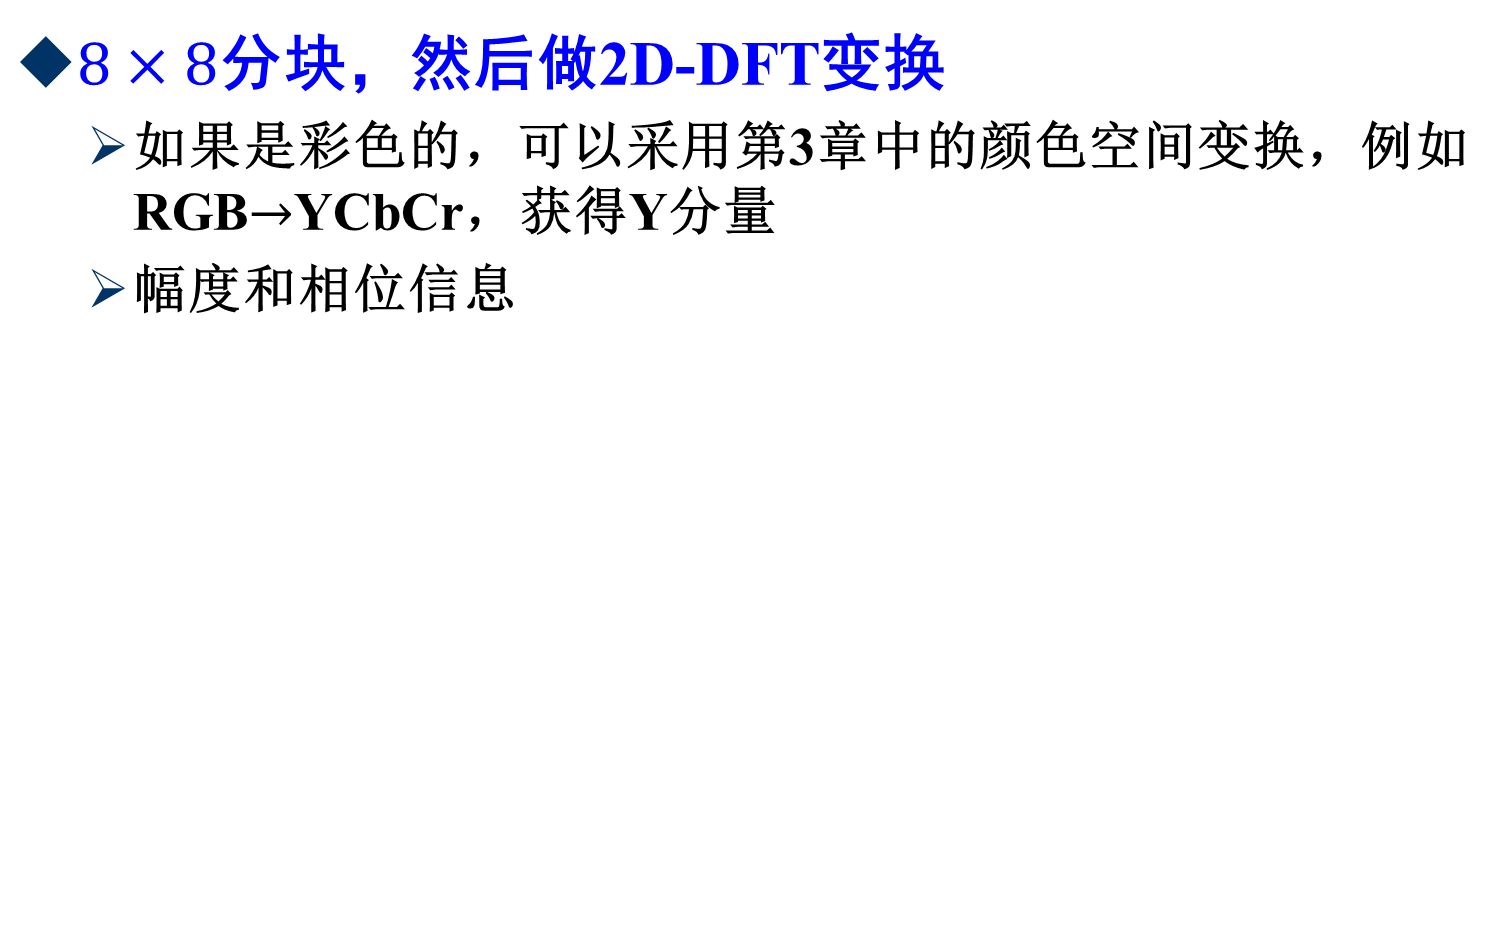 ◆8 × 8分块，然后做2D-DFT变换
➢如果是彩色的，可以采用第3章中的颜色空间变换，例如
RGB→YCbCr，获得Y分量
➢幅度和相位信息